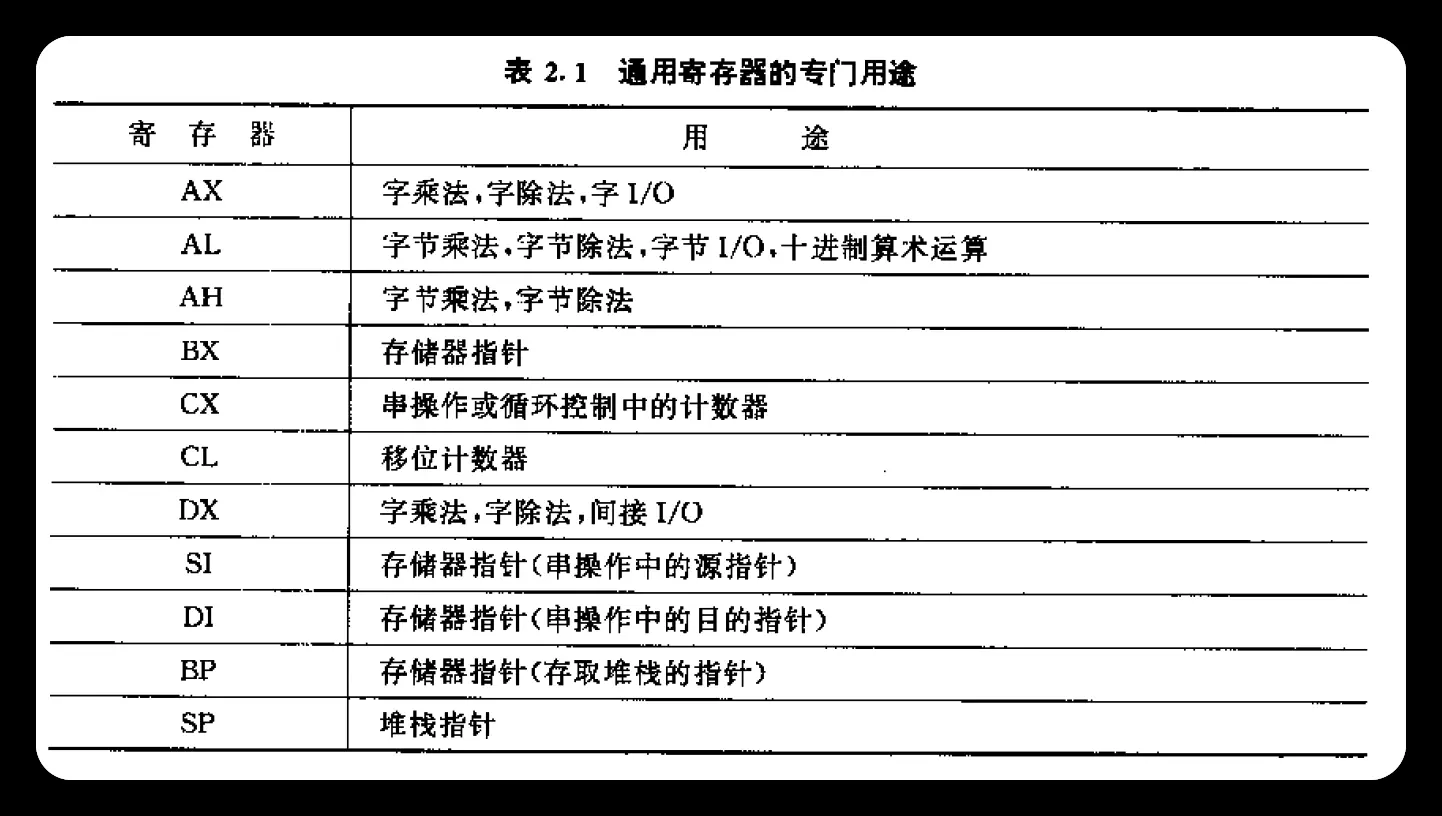 表 2.1 通用寄存器的专门用途
寄 存 器 用 途
AX 字乘法,字除法,字 I/O
AL 字节乘法,字节除法,字节 I/O,十进制算术运算
AH 字节乘法,字节除法
BX 存储器指针
CX 串操作或循环控制中的计数器
CL 移位计数器
DX 字乘法,字除法,间接 I/O
SI 存储器指针(串操作中的源指针)
DI 存储器指针(串操作中的目的指针)
BP 存储器指针(存取堆栈的指针)
SP 堆栈指针